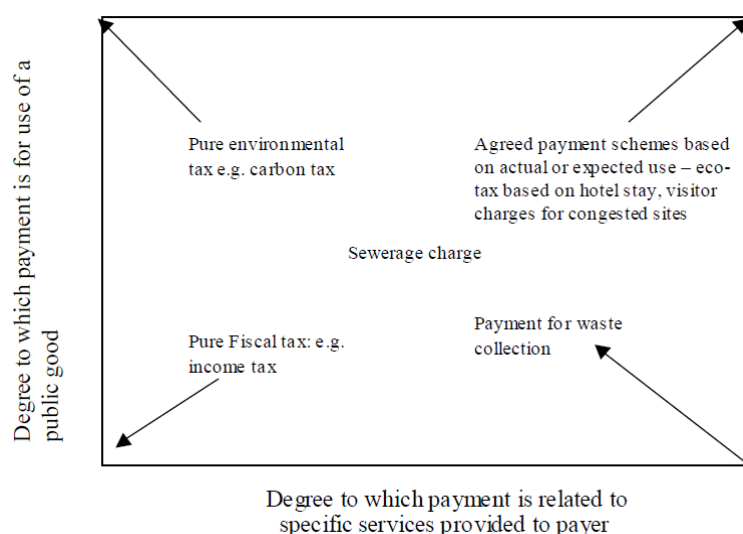 Degree to which payment is for use of a
public good
Pure environmental
tax e.g. carbon tax
Agreed payment schemes based
on actual or expected use – eco-
tax based on hotel stay, visitor
charges for congested sites
Sewerage charge
Pure Fiscal tax: e.g.
income tax
Payment for waste
collection
Degree to which payment is related to
specific services provided to payer